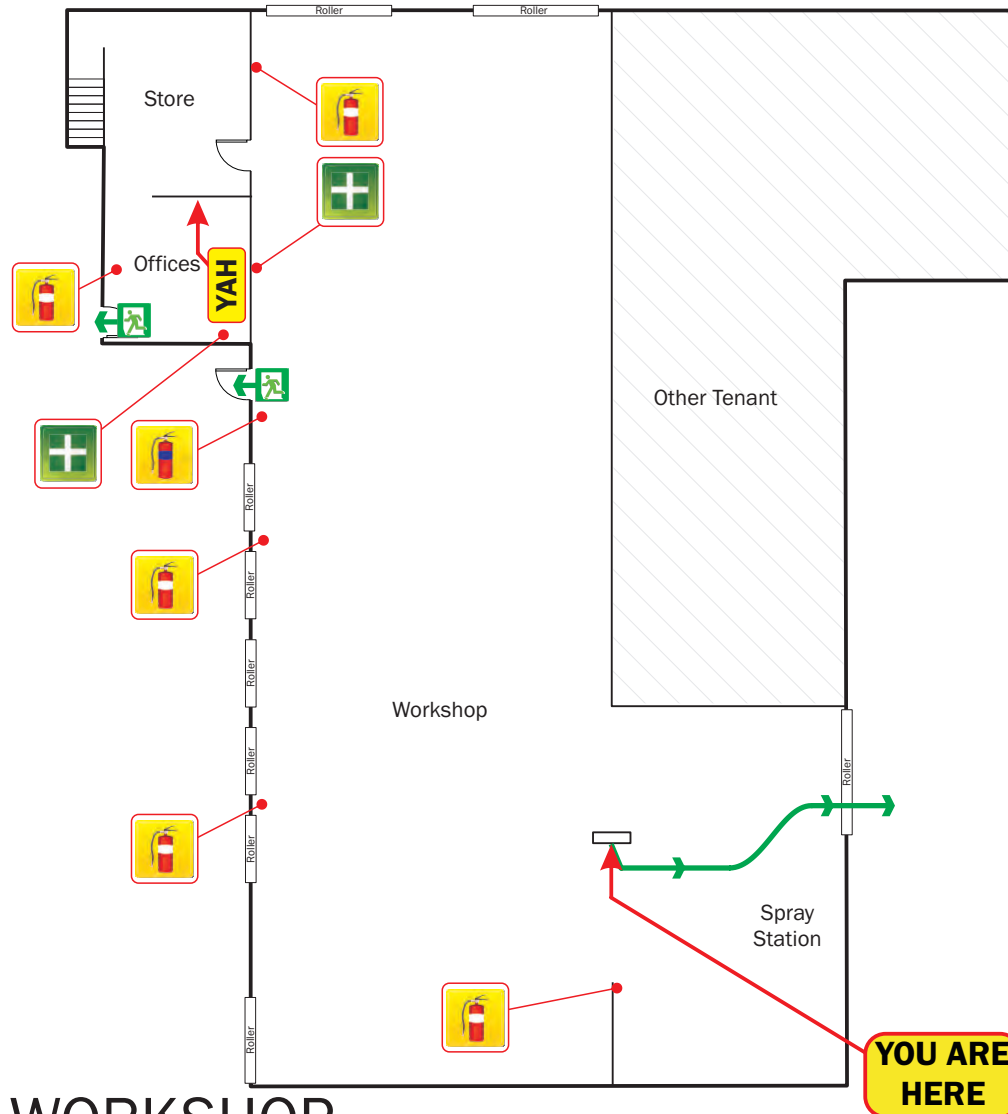 Roller
Roller
Store
Offices
YAH
Other Tenant
Roller
Roller
Workshop
Roller
Roller
Roller
Roller
Spray
Station
Roller
YOU ARE
HERE
WORKSHOP